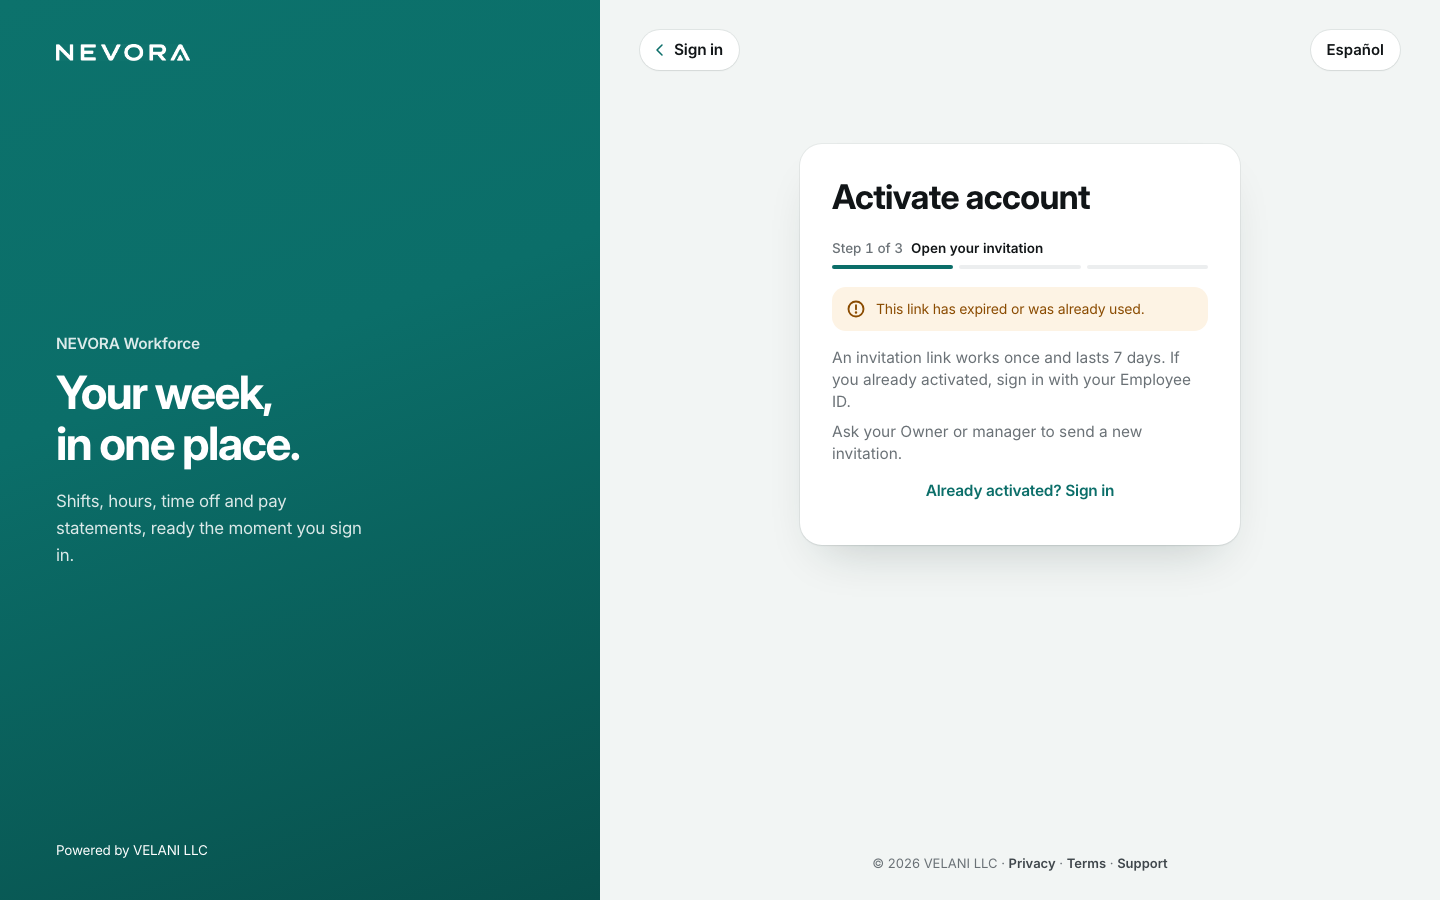 NEVORA
Sign in
Español
Activate account
Step 1 of 3 Open your invitation
This link has expired or was already used.
An invitation link works once and lasts 7 days. If
you already activated, sign in with your Employee
ID.
Ask your Owner or manager to send a new
invitation.
Already activated? Sign in
NEVORA Workforce
Your week,
in one place.
Shifts, hours, time off and pay
statements, ready the moment you sign
in.
Powered by VELANI LLC
© 2026 VELANI LLC · Privacy · Terms · Support